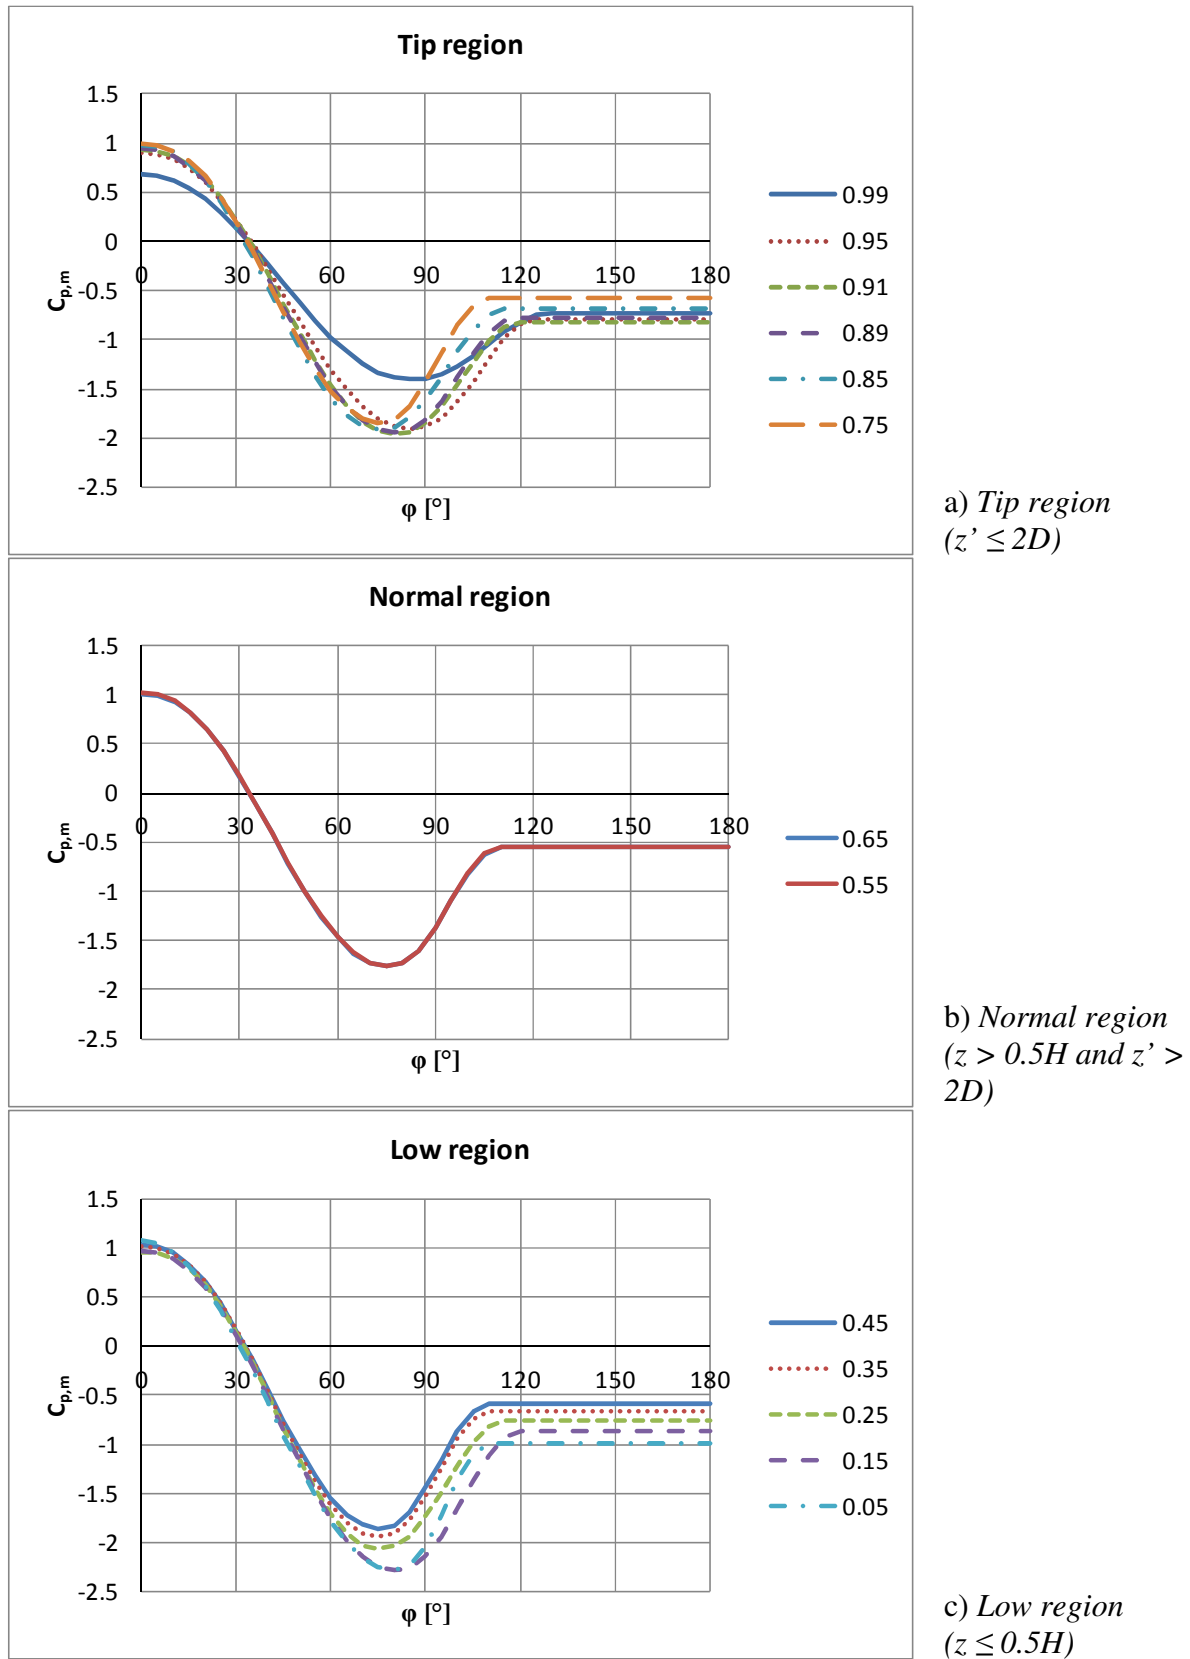 Tip region
1.5
1
0.5
0
-0.5
-1
-1.5
-2
-2.5
0 30 60 90 120 150 180
Cp,m
φ [°]
0.99
0.95
0.91
0.89
0.85
0.75
a) Tip region
(z’ ≤ 2D)
Normal region
1.5
1
0.5
0
-0.5
-1
-1.5
-2
-2.5
0 30 60 90 120 150 180
Cp,m
φ [°]
0.65
0.55
b) Normal region
(z > 0.5H and z’ >
2D)
Low region
1.5
1
0.5
0
-0.5
-1
-1.5
-2
-2.5
0 30 60 90 120 150 180
Cp,m
φ [°]
0.45
0.35
0.25
0.15
0.05
c) Low region
(z ≤ 0.5H)